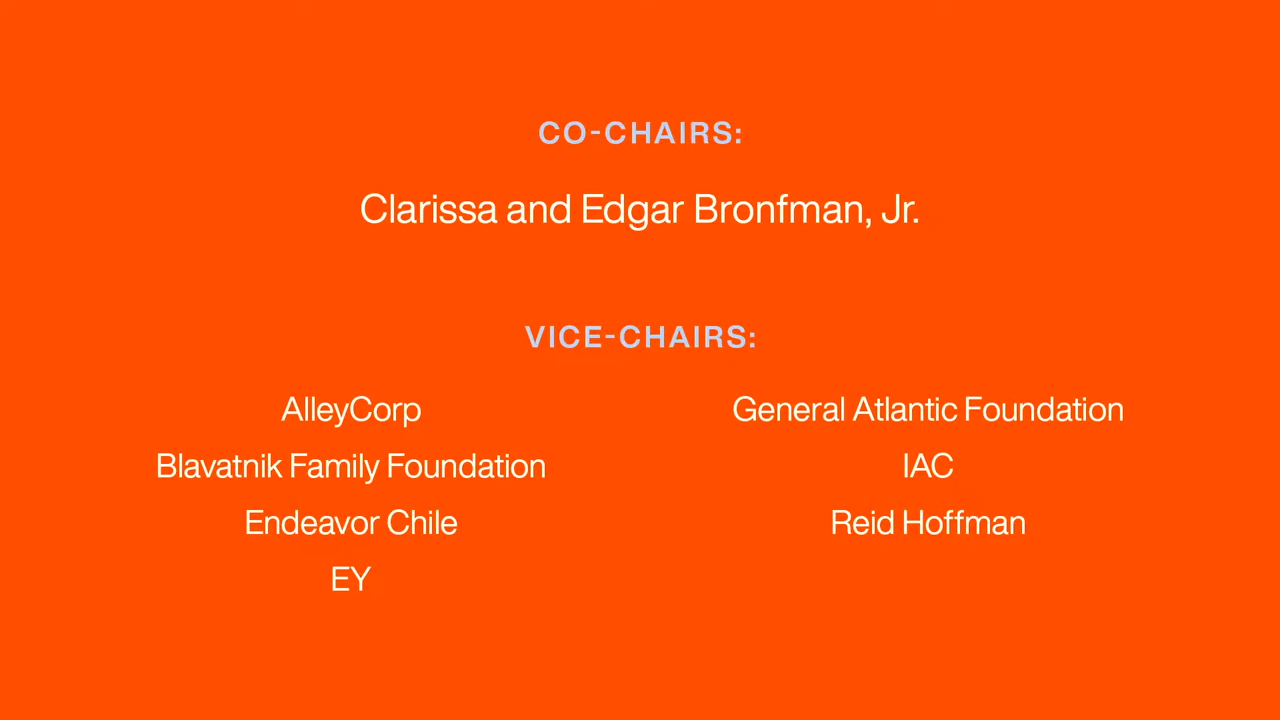 CO-CHAIRS:
Clarissa and Edgar Bronfman, Jr.
VICE-CHAIRS:
AlleyCorp
Blavatnik Family Foundation
Endeavor Chile
EY
General Atlantic Foundation
IAC
Reid Hoffman